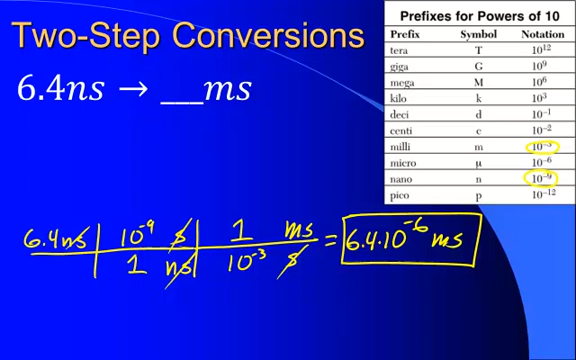 Two-Step Conversions
6.4ns → ___ms
Prefixes for Powers of 10
Prefix Symbol Notation
tera T 10¹²
giga G 10⁹
mega M 10⁶
kilo k 10³
deci d 10⁻¹
centi c 10⁻²
milli m 10⁻³
micro μ 10⁻⁶
nano n 10⁻⁹
pico p 10⁻¹²
6.4ns | 10⁻⁹ s | 1 ms = 6.4·10⁻⁶ ms
1 ns | 10⁻³ s